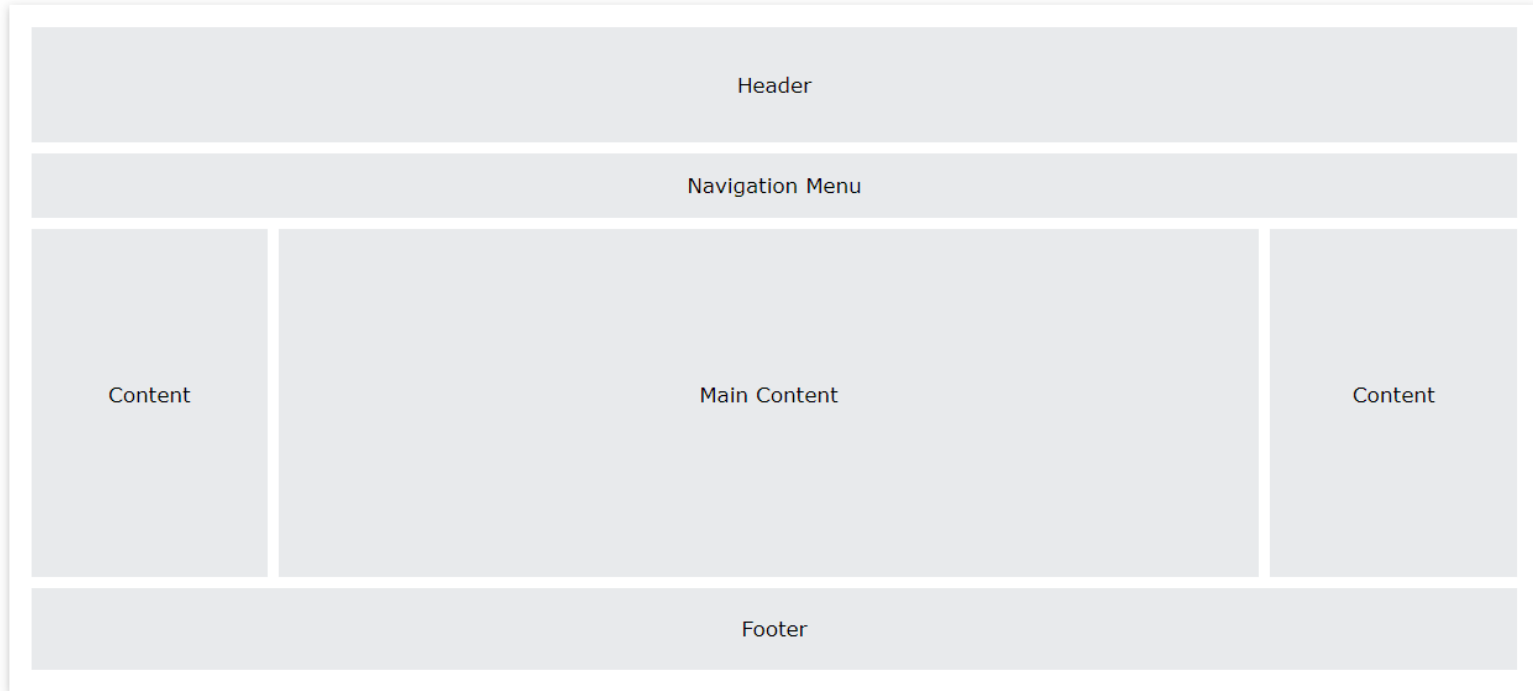 Header
Navigation Menu
Content
Main Content
Content
Footer